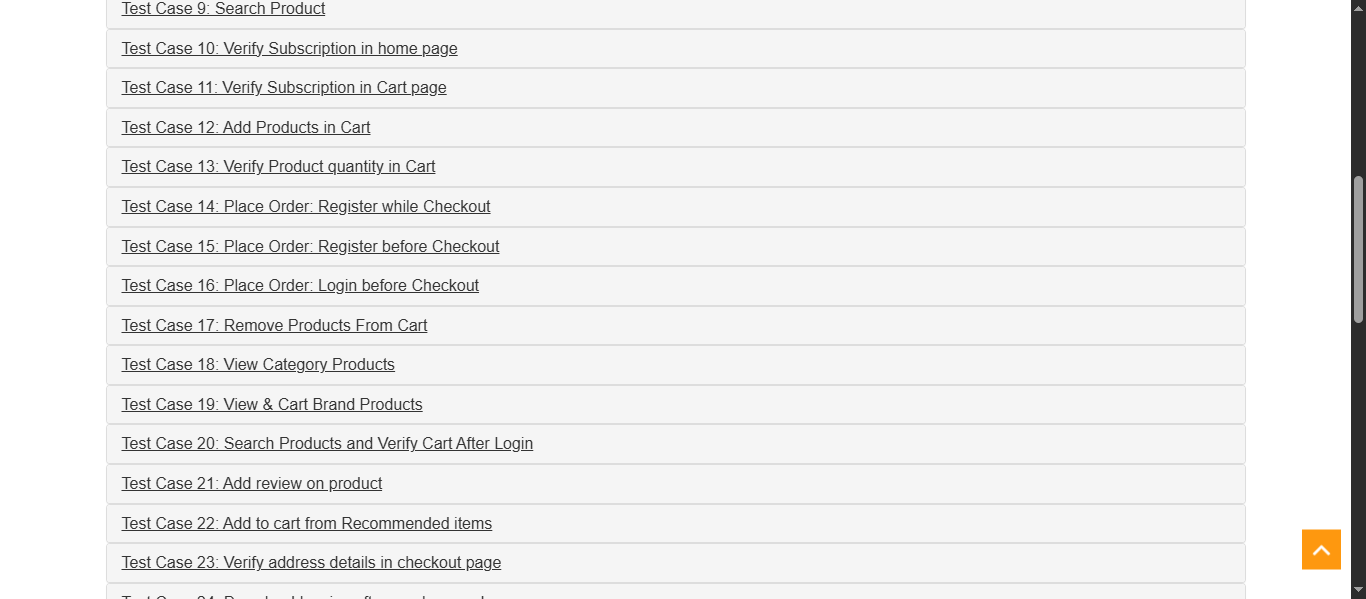 Test Case 9: Search Product
Test Case 10: Verify Subscription in home page
Test Case 11: Verify Subscription in Cart page
Test Case 12: Add Products in Cart
Test Case 13: Verify Product quantity in Cart
Test Case 14: Place Order: Register while Checkout
Test Case 15: Place Order: Register before Checkout
Test Case 16: Place Order: Login before Checkout
Test Case 17: Remove Products From Cart
Test Case 18: View Category Products
Test Case 19: View & Cart Brand Products
Test Case 20: Search Products and Verify Cart After Login
Test Case 21: Add review on product
Test Case 22: Add to cart from Recommended items
Test Case 23: Verify address details in checkout page
Test Case 24: